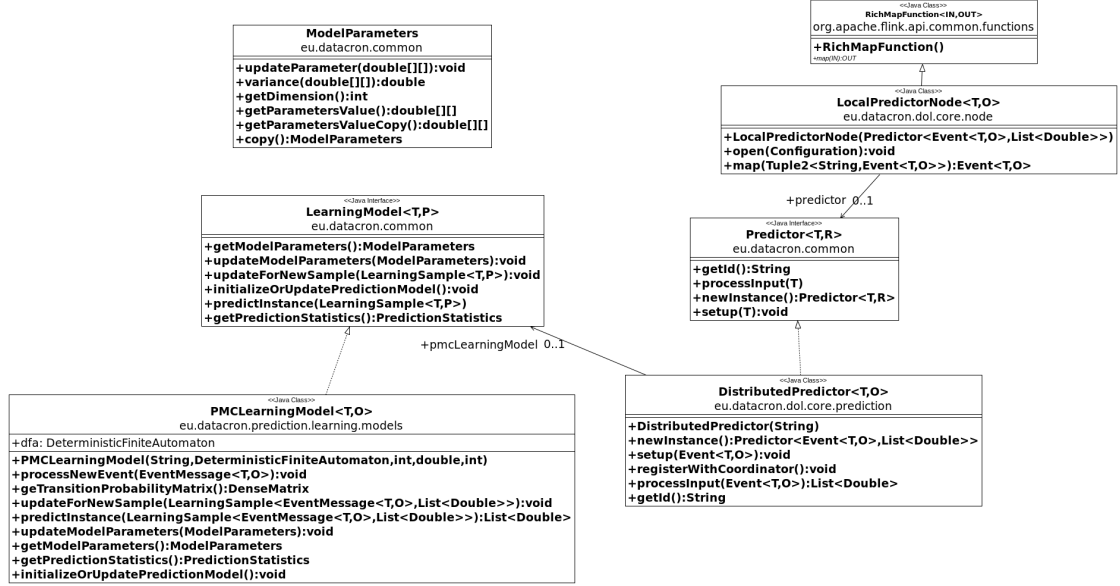 ModelParameters
eu.datacron.common
+updateParameter(double[][]):void
+variance(double[][]):double
+getDimension():int
+getParametersValue():double[][]
+getParametersValueCopy():double[][]
+copy():ModelParameters
<<Java Class>>
RichMapFunction<IN,OUT>
org.apache.flink.api.common.functions
+RichMapFunction()
+map(IN):OUT
<<Java Class>>
LocalPredictorNode<T,O>
eu.datacron.dol.core.node
+LocalPredictorNode(Predictor<Event<T,O>,List<Double>>)
+open(Configuration):void
+map(Tuple2<String,Event<T,O>>):Event<T,O>
+predictor 0..1
<<Java Interface>>
LearningModel<T,P>
eu.datacron.common
+getModelParameters():ModelParameters
+updateModelParameters(ModelParameters):void
+updateForNewSample(LearningSample<T,P>):void
+initializeOrUpdatePredictionModel():void
+predictInstance(LearningSample<T,P>)
+getPredictionStatistics():PredictionStatistics
<<Java Interface>>
Predictor<T,R>
eu.datacron.common
+getId():String
+processInput(T)
+newInstance():Predictor<T,R>
+setup(T):void
+pmcLearningModel 0..1
<<Java Class>>
PMCLearningModel<T,O>
eu.datacron.prediction.learning.models
+dfa: DeterministicFiniteAutomaton
+PMCLearningModel(String,DeterministicFiniteAutomaton,int,double,int)
+processNewEvent(EventMessage<T,O>):void
+geTransitionProbabilityMatrix():DenseMatrix
+updateForNewSample(LearningSample<EventMessage<T,O>,List<Double>>):void
+predictInstance(LearningSample<EventMessage<T,O>,List<Double>>):List<Double>
+updateModelParameters(ModelParameters):void
+getModelParameters():ModelParameters
+getPredictionStatistics():PredictionStatistics
+initializeOrUpdatePredictionModel():void
<<Java Class>>
DistributedPredictor<T,O>
eu.datacron.dol.core.prediction
+DistributedPredictor(String)
+newInstance():Predictor<Event<T,O>,List<Double>>
+setup(Event<T,O>):void
+registerWithCoordinator():void
+processInput(Event<T,O>):List<Double>
+getId():String